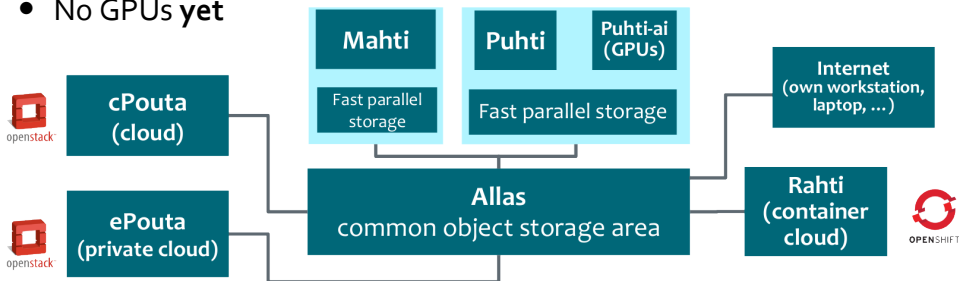 • No GPUs yet
Mahti
Fast parallel
storage
Puhti
Puhti-ai
(GPUs)
Fast parallel storage
Internet
(own workstation,
laptop, ...)
openstack
cPouta
(cloud)
Allas
common object storage area
Rahti
(container
cloud)
OPENSHIFT
openstack
ePouta
(private cloud)